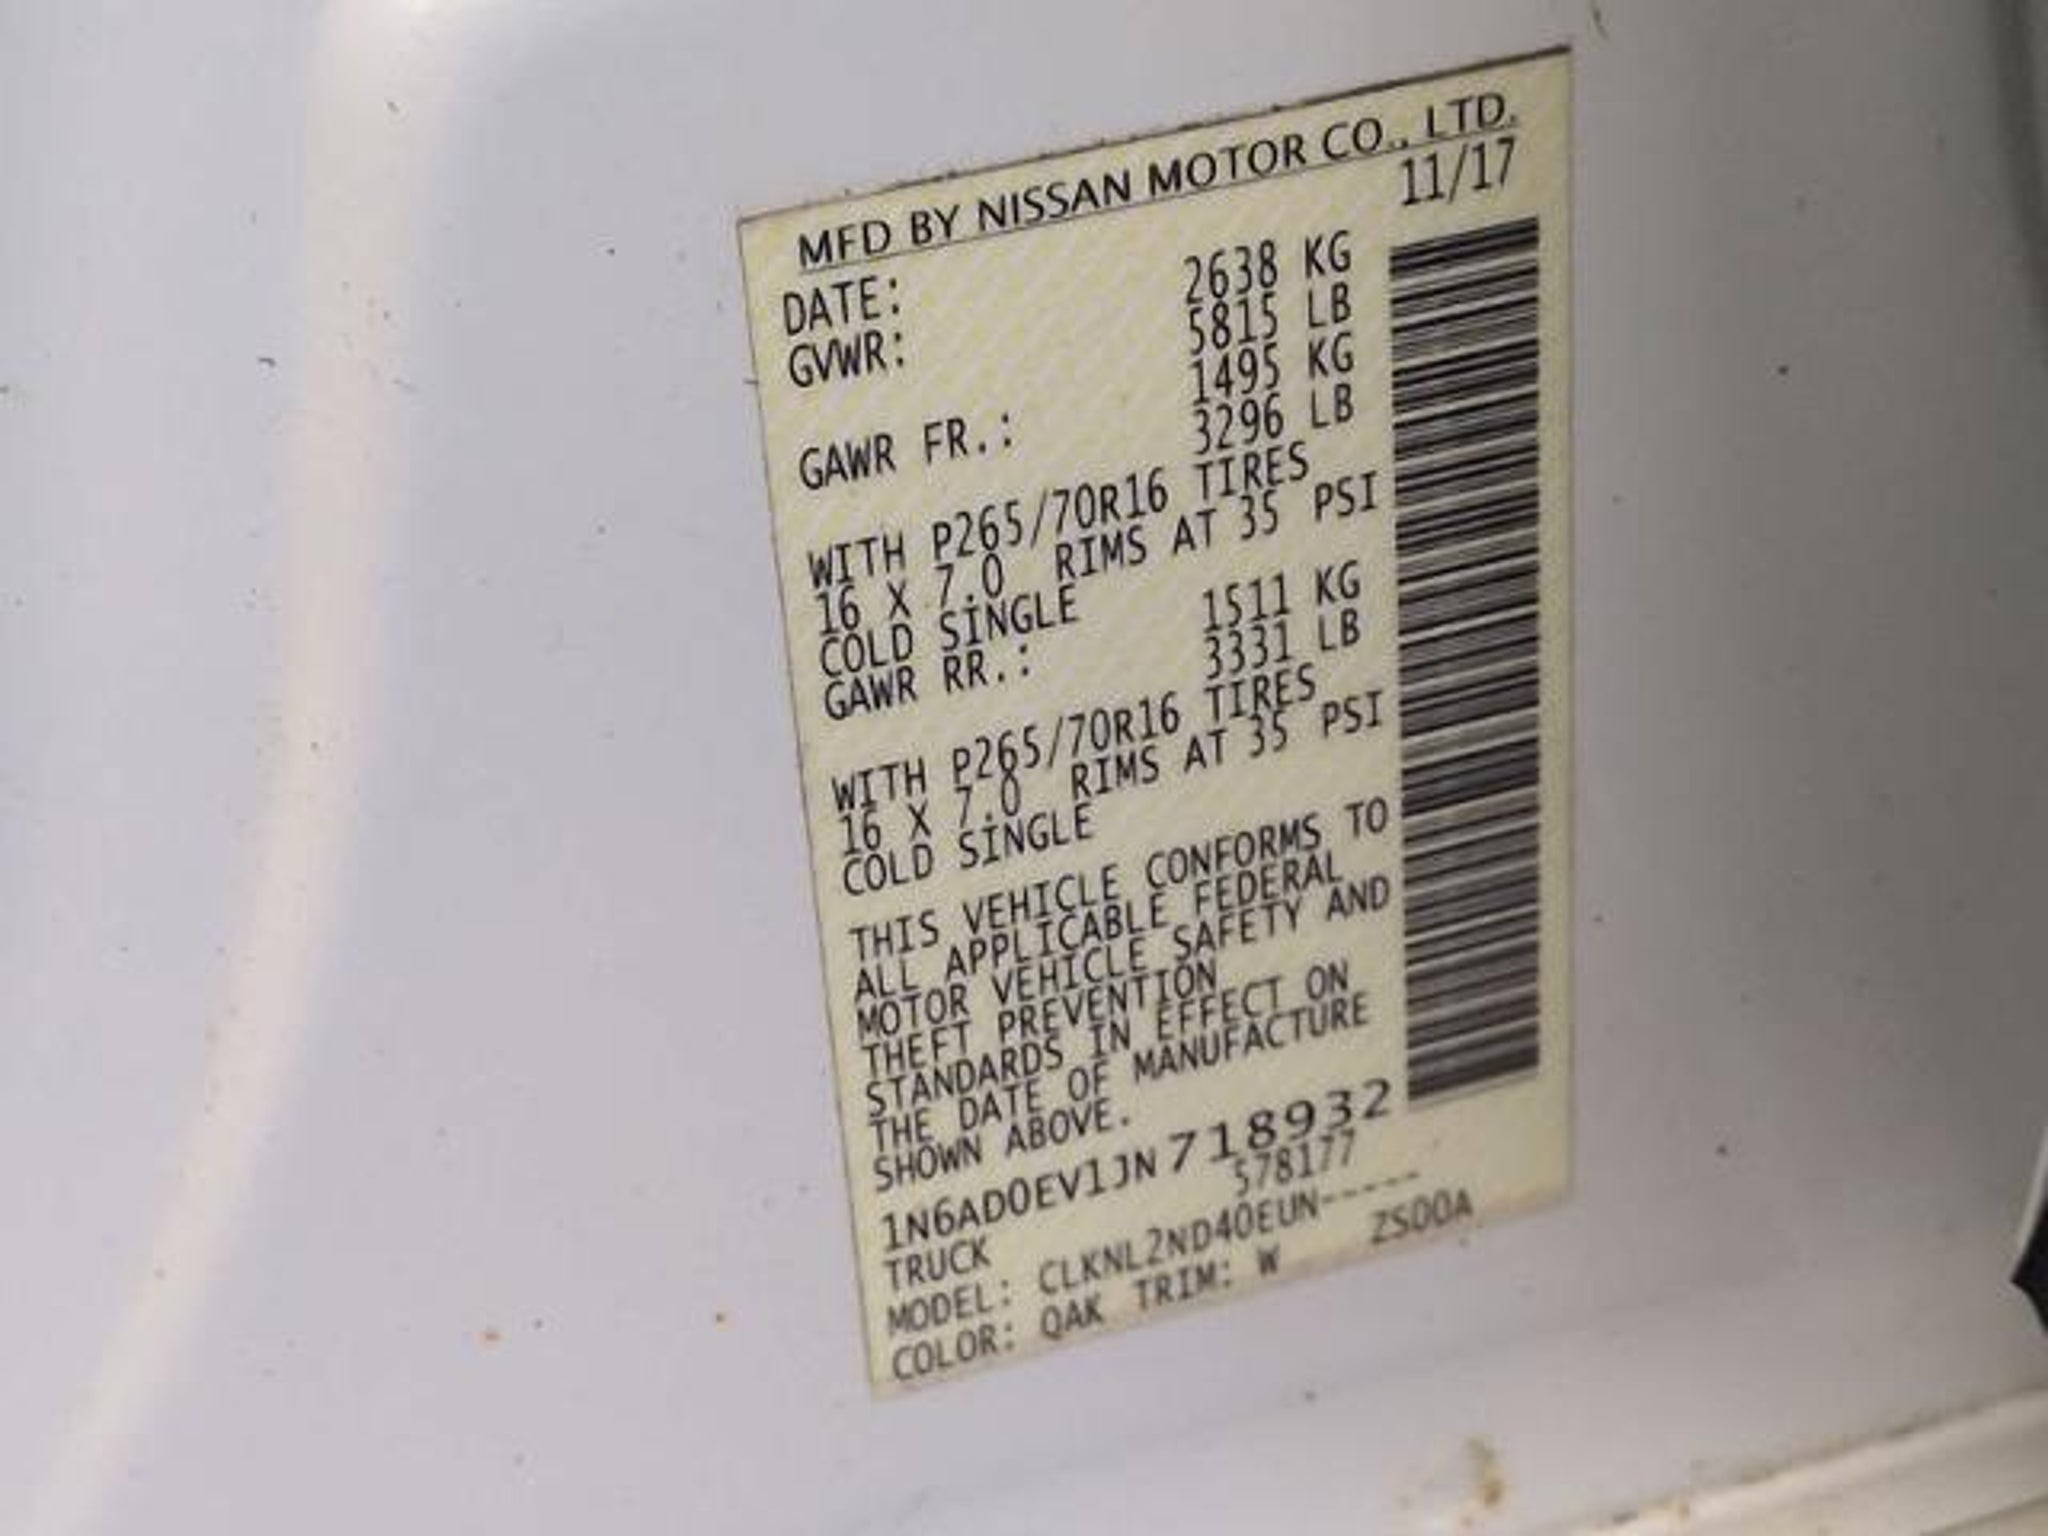 MFD BY NISSAN MOTOR CO., LTD.
DATE: 11/17
GVWR: 2638 KG
5815 LB
GAWR FR.: 1495 KG
3296 LB
WITH P265/70R16 TIRES
16 X 7.0 RIMS AT 35 PSI
COLD SINGLE
GAWR RR.: 1511 KG
3331 LB
WITH P265/70R16 TIRES
16 X 7.0 RIMS AT 35 PSI
COLD SINGLE
THIS VEHICLE CONFORMS TO
ALL APPLICABLE FEDERAL
MOTOR VEHICLE SAFETY AND
THEFT PREVENTION
STANDARDS IN EFFECT ON
THE DATE OF MANUFACTURE
SHOWN ABOVE.
1N6AD0EV1JN718932
TRUCK 578177
MODEL: CLKNL2ND40EUN-----
COLOR: QAK TRIM: W ZS00A